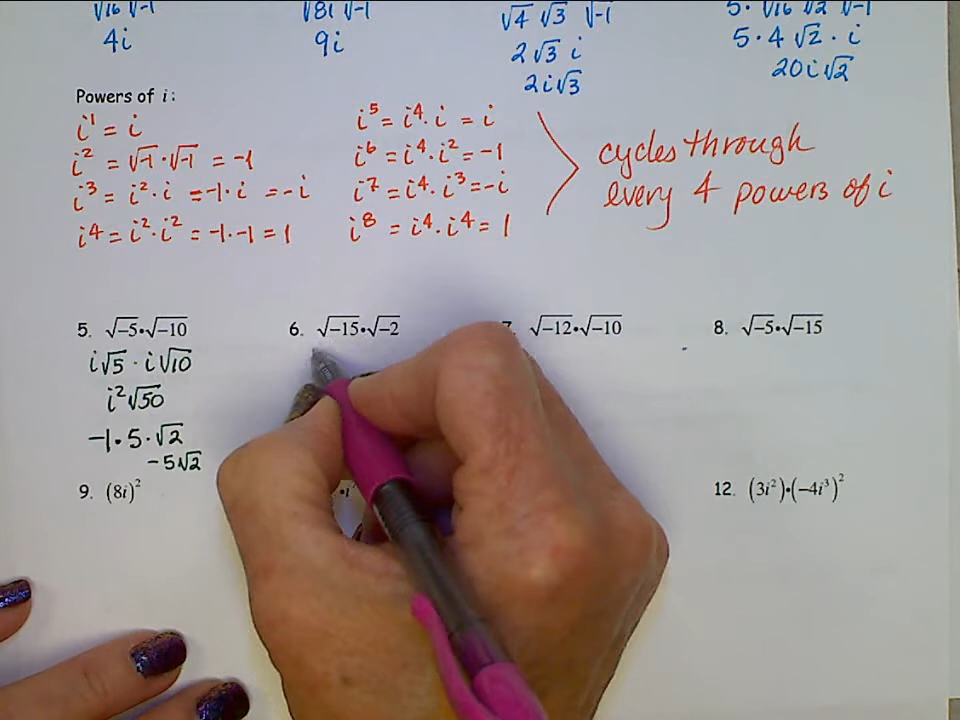 √16 √-1
√81 √-1
√4 √3 √-1
5. √16 √2 √-1
4i
9i
2√3 i
5·4 √2 · i
2i√3
20i√2
Powers of i:
i¹ = i
i² = √-1·√-1 = -1
i³ = i²·i = -1·i = -i
i⁴ = i²·i² = -1·-1 = 1
i⁵ = i⁴·i = i
i⁶ = i⁴·i² = -1
i⁷ = i⁴·i³ = -i
i⁸ = i⁴·i⁴ = 1
cycles through
every 4 powers of i
5. √-5·√-10
i√5 · i√10
i²√50
-1·5·√2
-5√2
6. √-15·√-2
7. √-12·√-10
8. √-5·√-15
9. (8i)²
12. (3i²)·(-4i³)²